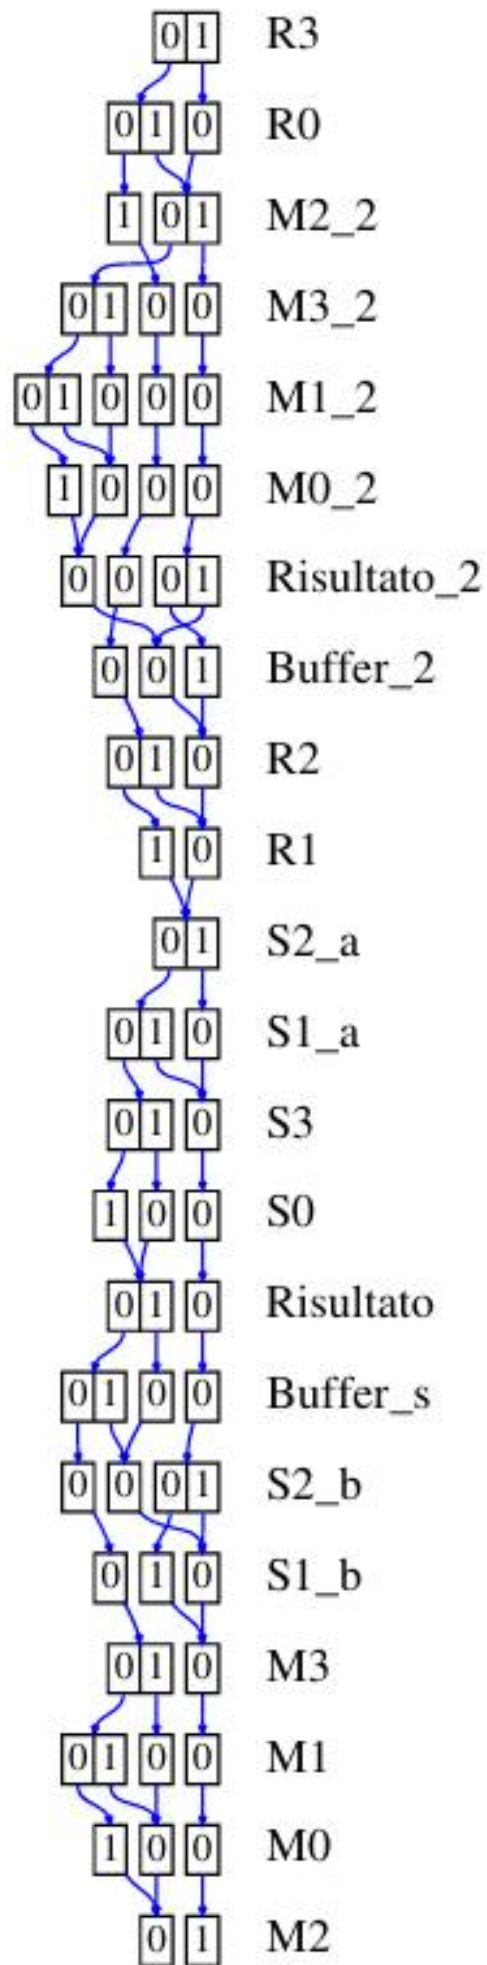 0 1 R3
0 1 0 R0
1 0 1 M2_2
0 1 0 0 M3_2
0 1 0 0 0 M1_2
1 0 0 0 M0_2
0 0 0 1 Risultato_2
0 0 1 Buffer_2
0 1 0 R2
1 0 R1
0 1 S2_a
0 1 0 S1_a
0 1 0 S3
1 0 0 S0
0 1 0 Risultato
0 1 0 0 Buffer_s
0 0 0 1 S2_b
0 1 0 S1_b
0 1 0 M3
0 1 0 0 M1
1 0 0 M0
0 1 M2